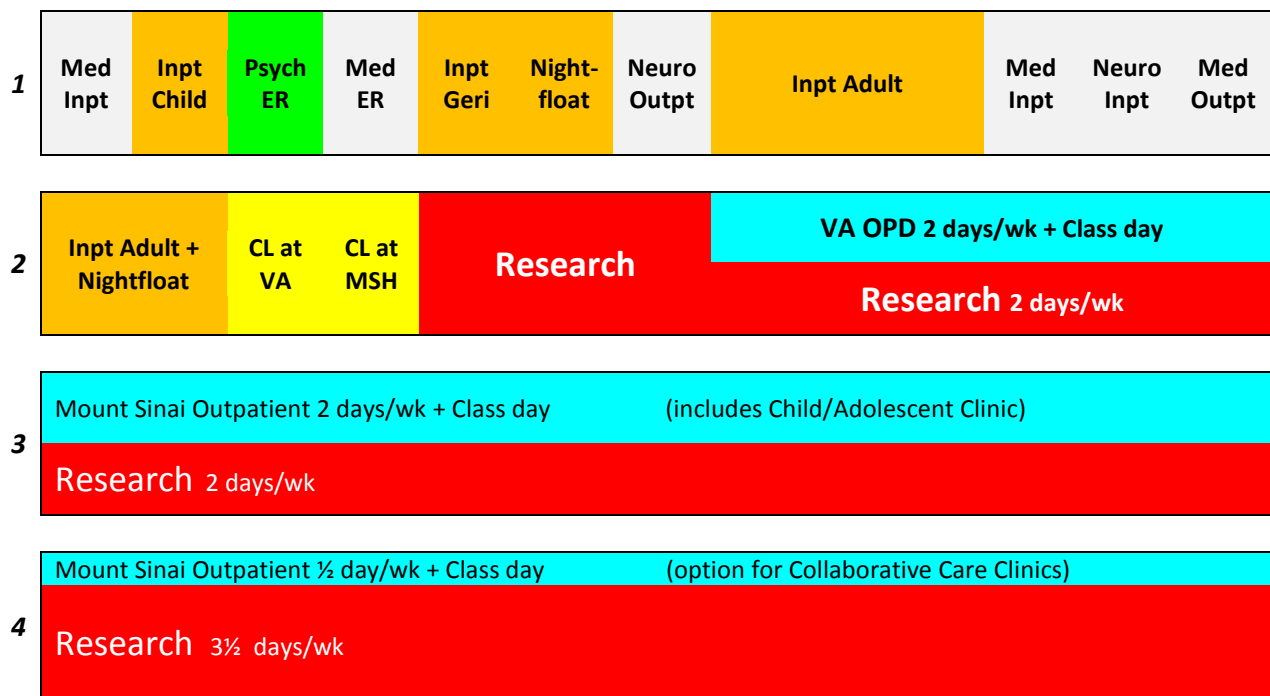 1
Med
Inpt
Inpt
Child
Psych
ER
Med
ER
Inpt
Geri
Night-
float
Neuro
Outpt
Inpt Adult
Med
Inpt
Neuro
Inpt
Med
Outpt
2
Inpt Adult +
Nightfloat
CL at
VA
CL at
MSH
Research
VA OPD 2 days/wk + Class day
Research 2 days/wk
3
Mount Sinai Outpatient 2 days/wk + Class day (includes Child/Adolescent Clinic)
Research 2 days/wk
4
Mount Sinai Outpatient ½ day/wk + Class day (option for Collaborative Care Clinics)
Research 3½ days/wk